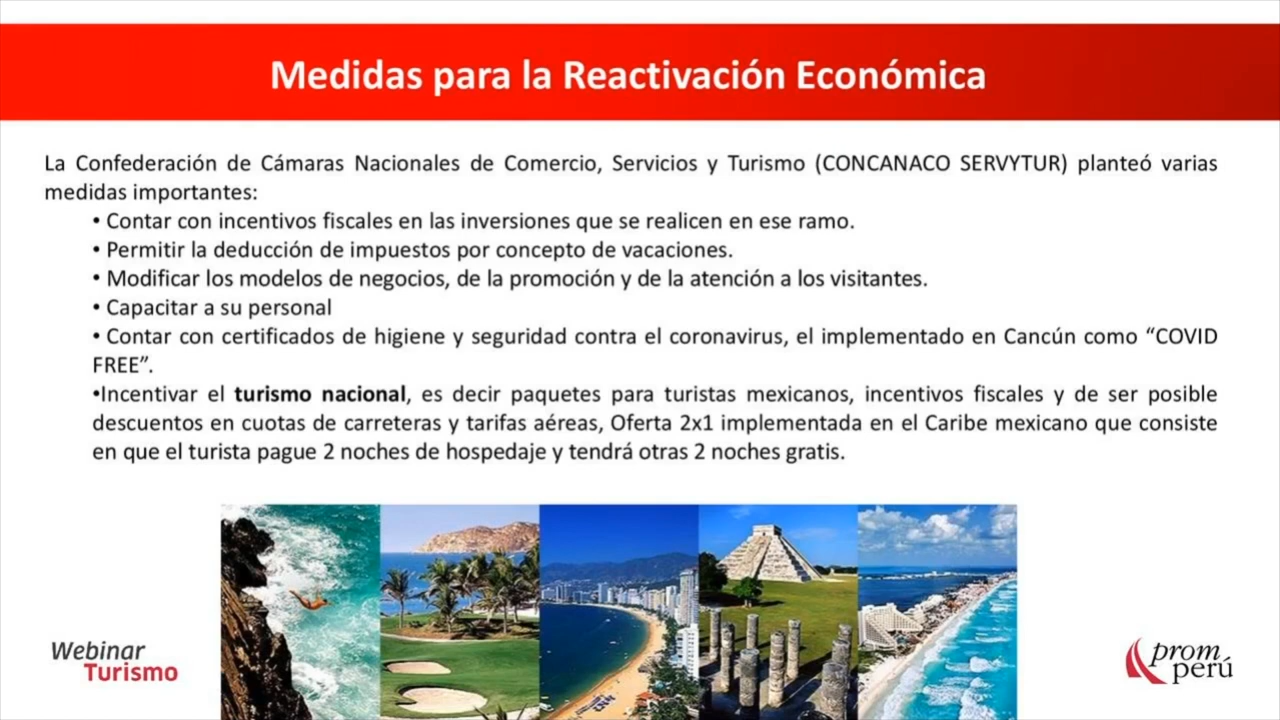 Medidas para la Reactivación Económica
La Confederación de Cámaras Nacionales de Comercio, Servicios y Turismo (CONCANACO SERVYTUR) planteó varias
medidas importantes:
• Contar con incentivos fiscales en las inversiones que se realicen en ese ramo.
• Permitir la deducción de impuestos por concepto de vacaciones.
• Modificar los modelos de negocios, de la promoción y de la atención a los visitantes.
• Capacitar a su personal
• Contar con certificados de higiene y seguridad contra el coronavirus, el implementado en Cancún como “COVID
FREE”.
•Incentivar el turismo nacional, es decir paquetes para turistas mexicanos, incentivos fiscales y de ser posible
descuentos en cuotas de carreteras y tarifas aéreas, Oferta 2x1 implementada en el Caribe mexicano que consiste
en que el turista pague 2 noches de hospedaje y tendrá otras 2 noches gratis.
Webinar
Turismo
prom
perú